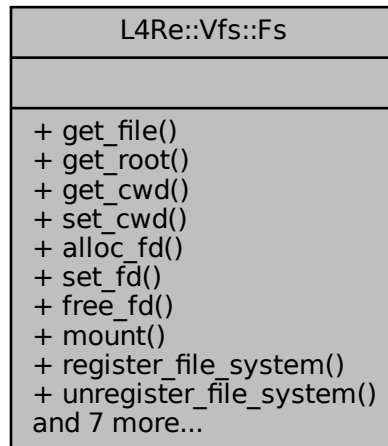 L4Re::Vfs::Fs
+ get_file()
+ get_root()
+ get_cwd()
+ set_cwd()
+ alloc_fd()
+ set_fd()
+ free_fd()
+ mount()
+ register_file_system()
+ unregister_file_system()
and 7 more...